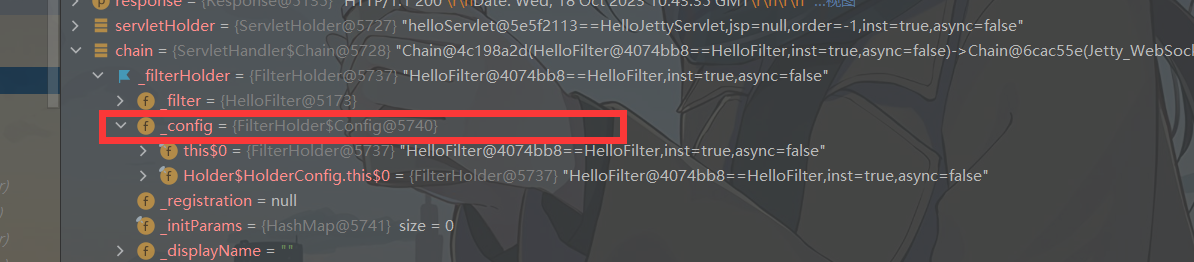 response = {Response@5135} "HTTP/1.1 200 \r\nDate: Wed, 18 Oct 2023 10:45:35 GMT\r\n\r\n" ...视图
servletHolder = {ServletHolder@5727} "helloServlet@5e5f2113==HelloJettyServlet,jsp=null,order=-1,inst=true,async=false"
chain = {ServletHandler$Chain@5728} "Chain@4c198a2d(HelloFilter@4074bb8==HelloFilter,inst=true,async=false)->Chain@6cac55e(Jetty_WebSock
_filterHolder = {FilterHolder@5737} "HelloFilter@4074bb8==HelloFilter,inst=true,async=false"
_filter = {HelloFilter@5173}
_config = {FilterHolder$Config@5740}
this$0 = {FilterHolder@5737} "HelloFilter@4074bb8==HelloFilter,inst=true,async=false"
Holder$HolderConfig.this$0 = {FilterHolder@5737} "HelloFilter@4074bb8==HelloFilter,inst=true,async=false"
_registration = null
_initParams = {HashMap@5741} size = 0
_displayName = ""